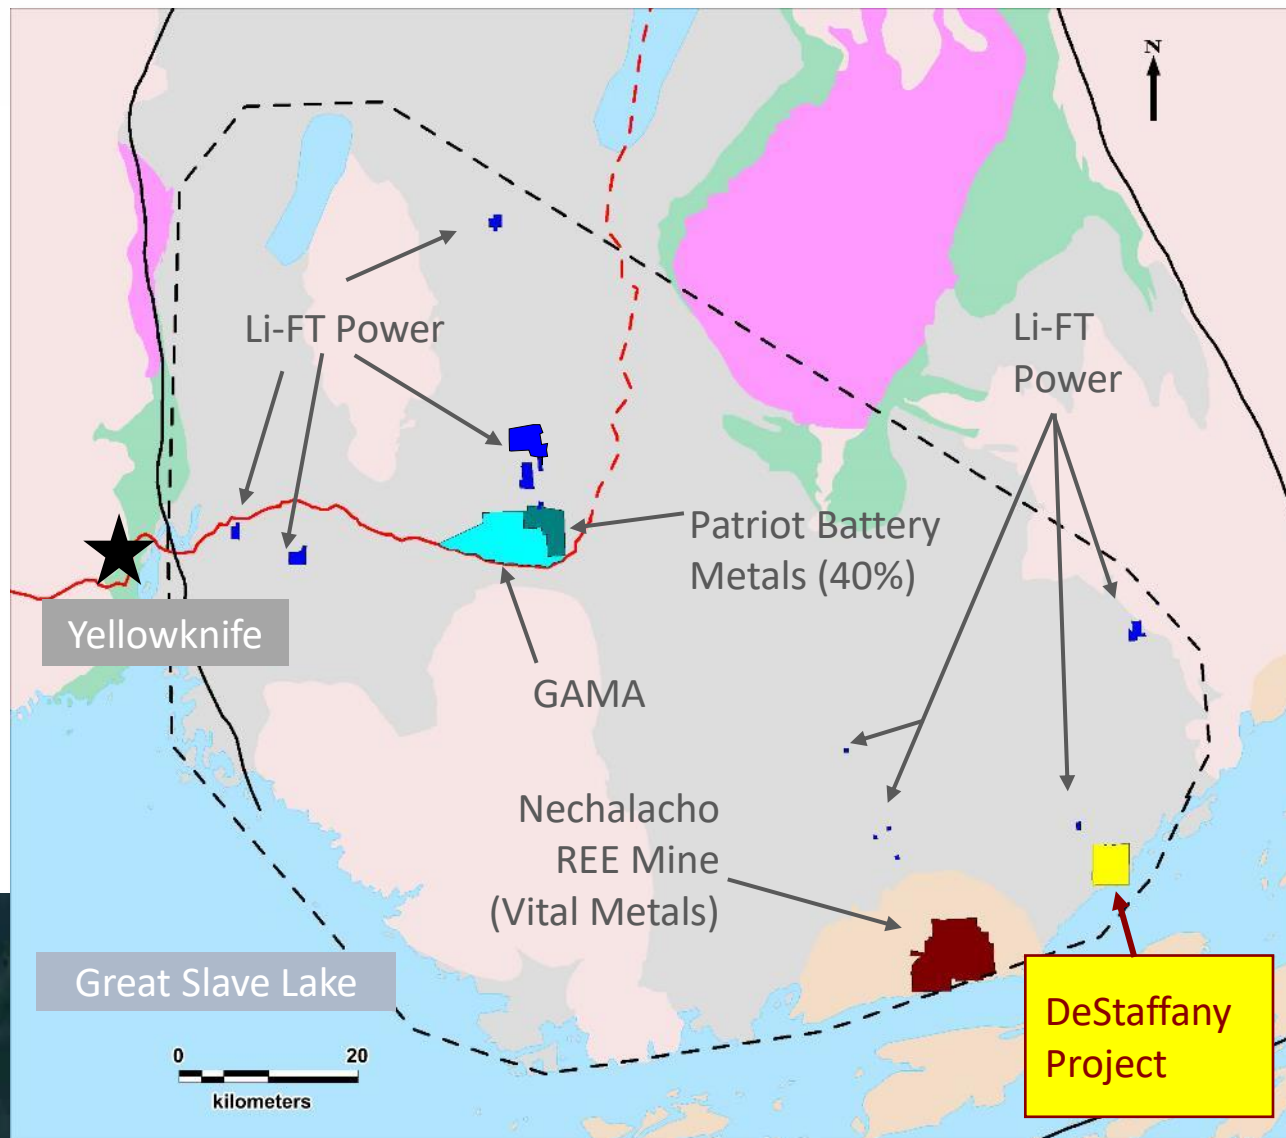 N
Li-FT Power
Li-FT
Power
Patriot Battery
Metals (40%)
Yellowknife
GAMA
Nechalacho
REE Mine
(Vital Metals)
Great Slave Lake
DeStaffany
Project
0 20
kilometers